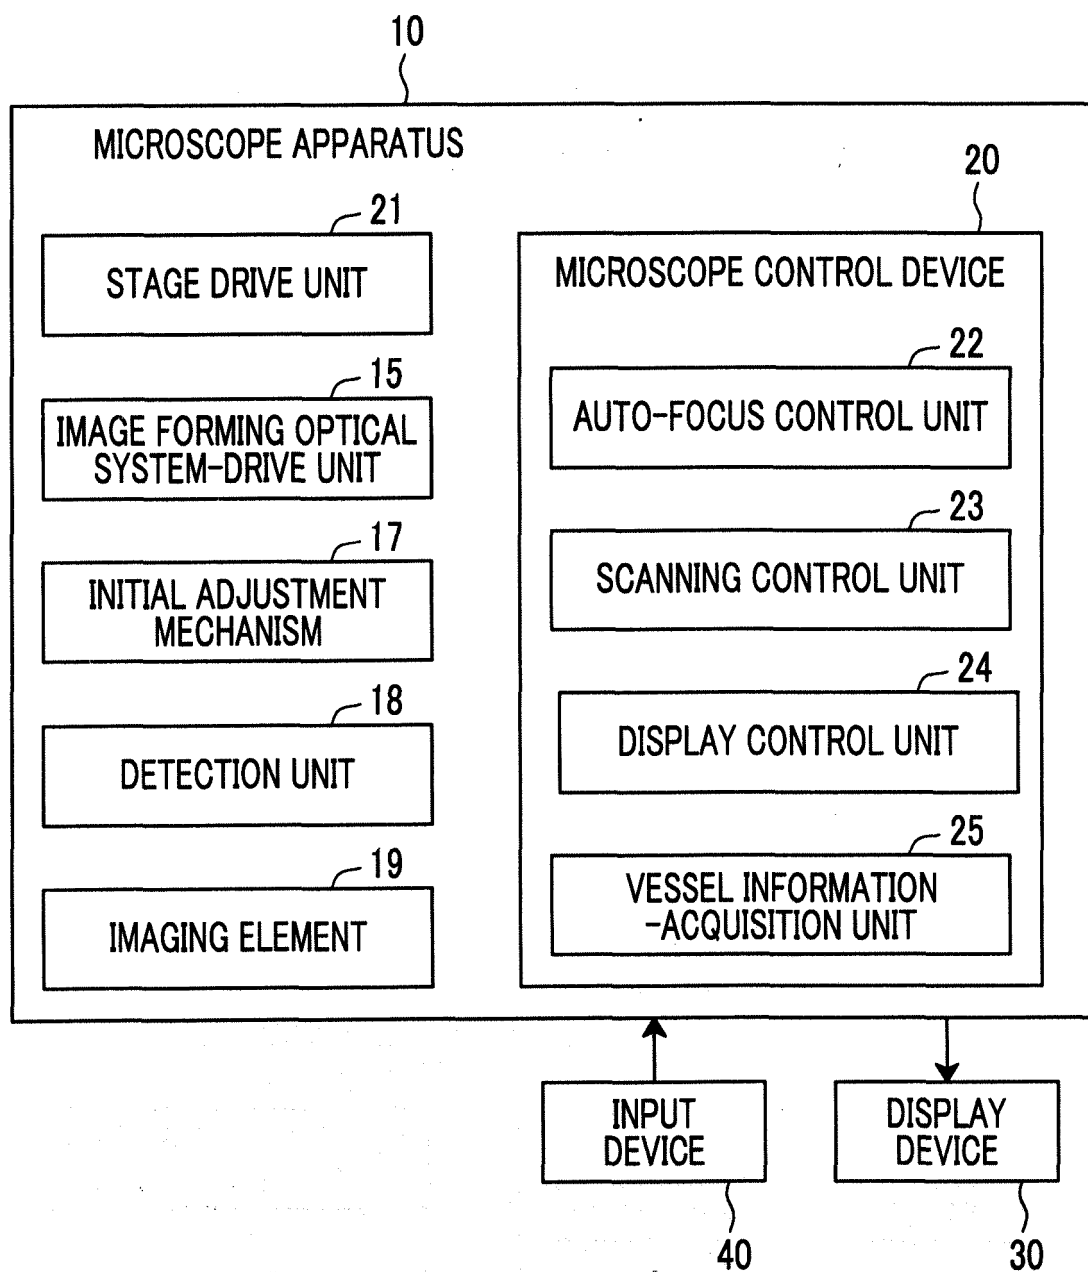 10
MICROSCOPE APPARATUS
21
STAGE DRIVE UNIT
15
IMAGE FORMING OPTICAL
SYSTEM-DRIVE UNIT
17
INITIAL ADJUSTMENT
MECHANISM
18
DETECTION UNIT
19
IMAGING ELEMENT
20
MICROSCOPE CONTROL DEVICE
22
AUTO-FOCUS CONTROL UNIT
23
SCANNING CONTROL UNIT
24
DISPLAY CONTROL UNIT
25
VESSEL INFORMATION
-ACQUISITION UNIT
INPUT
DEVICE
40
DISPLAY
DEVICE
30